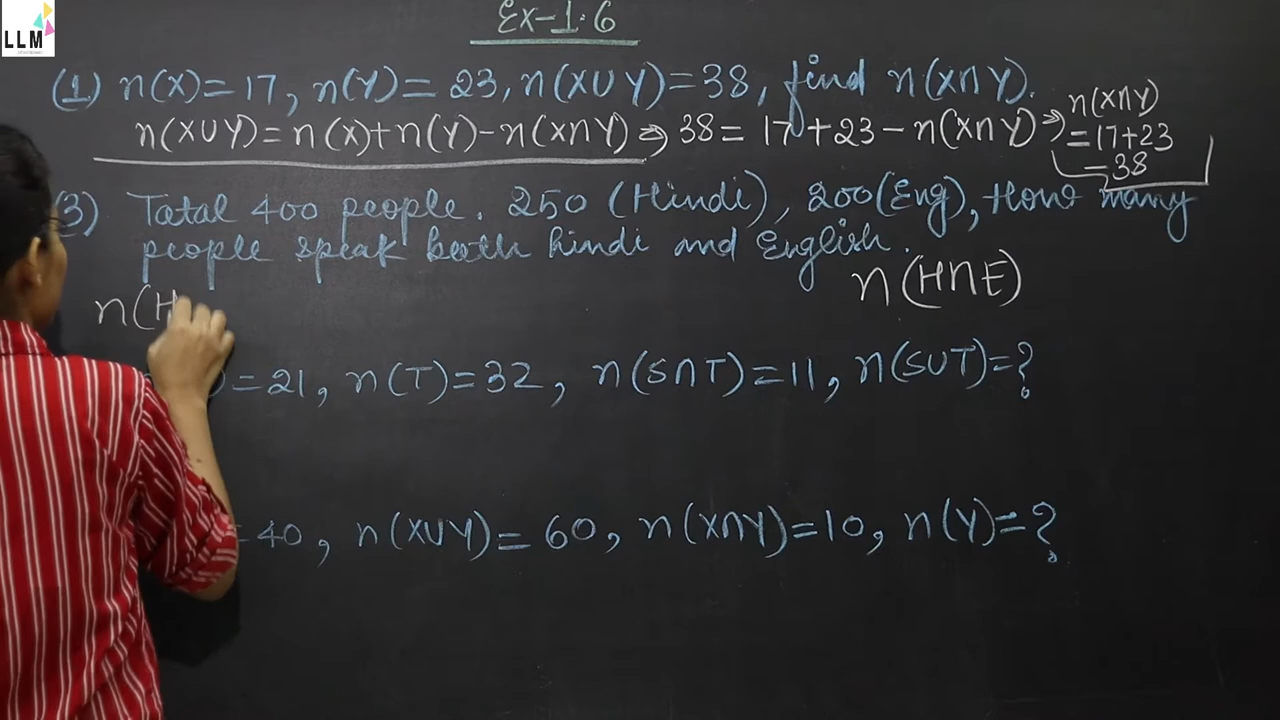 LLM
Ex-1.6
(1) n(X)=17, n(Y)=23, n(X∪Y)=38, find n(X∩Y).
n(X∪Y)=n(X)+n(Y)-n(X∩Y) ⇒ 38=17+23-n(X∩Y) ⇒ n(X∩Y)
=17+23
-38
(3) Total 400 people. 250 (Hindi), 200(Eng), How many
people speak both hindi and English.
n(H∩E)
n(H
=21, n(T)=32, n(S∩T)=11, n(S∪T)=?
=40, n(X∪Y)=60, n(X∩Y)=10, n(Y)=?